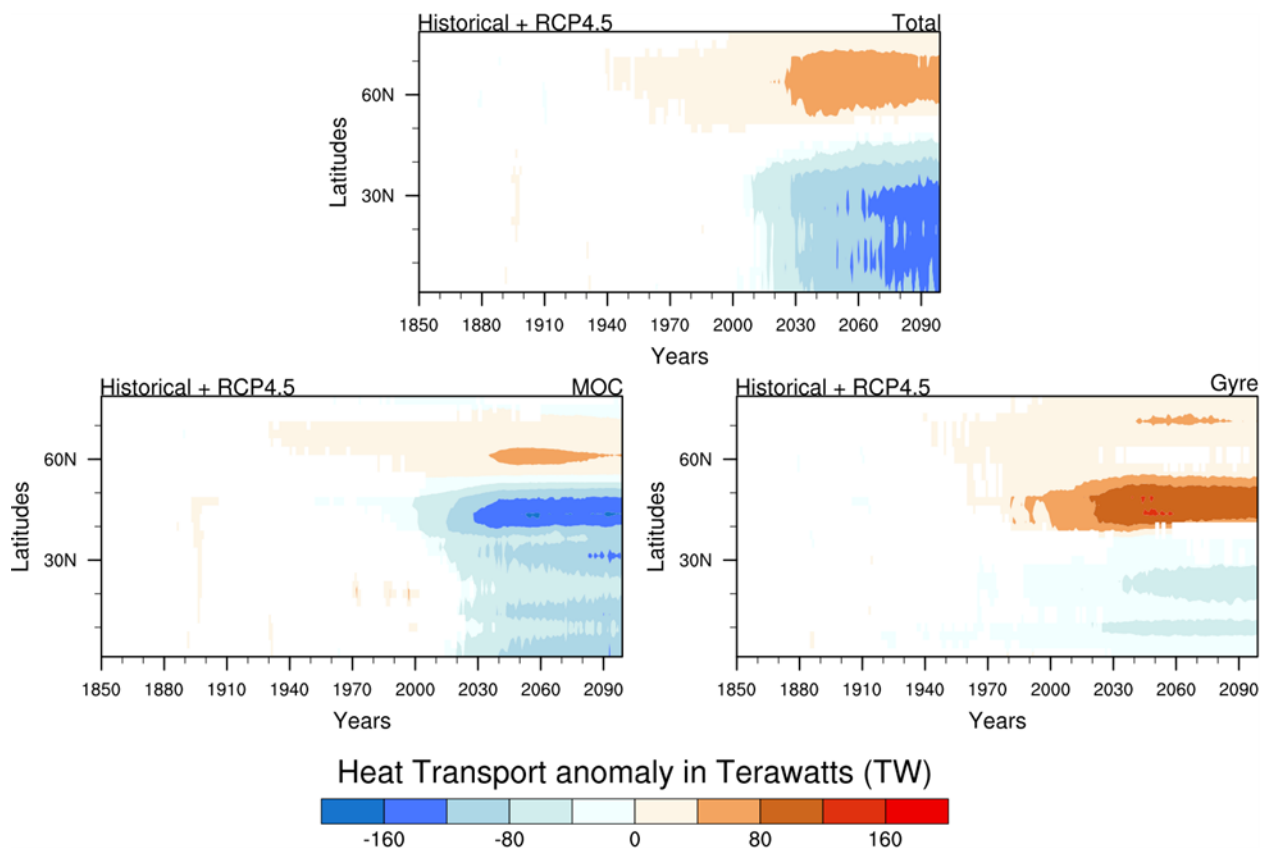 Historical + RCP4.5 Total
60N
30N
Latitudes
1850 1880 1910 1940 1970 2000 2030 2060 2090
Years
Historical + RCP4.5 MOC
60N
30N
Latitudes
1850 1880 1910 1940 1970 2000 2030 2060 2090
Years
Historical + RCP4.5 Gyre
60N
30N
Latitudes
1850 1880 1910 1940 1970 2000 2030 2060 2090
Years
Heat Transport anomaly in Terawatts (TW)
-160 -80 0 80 160